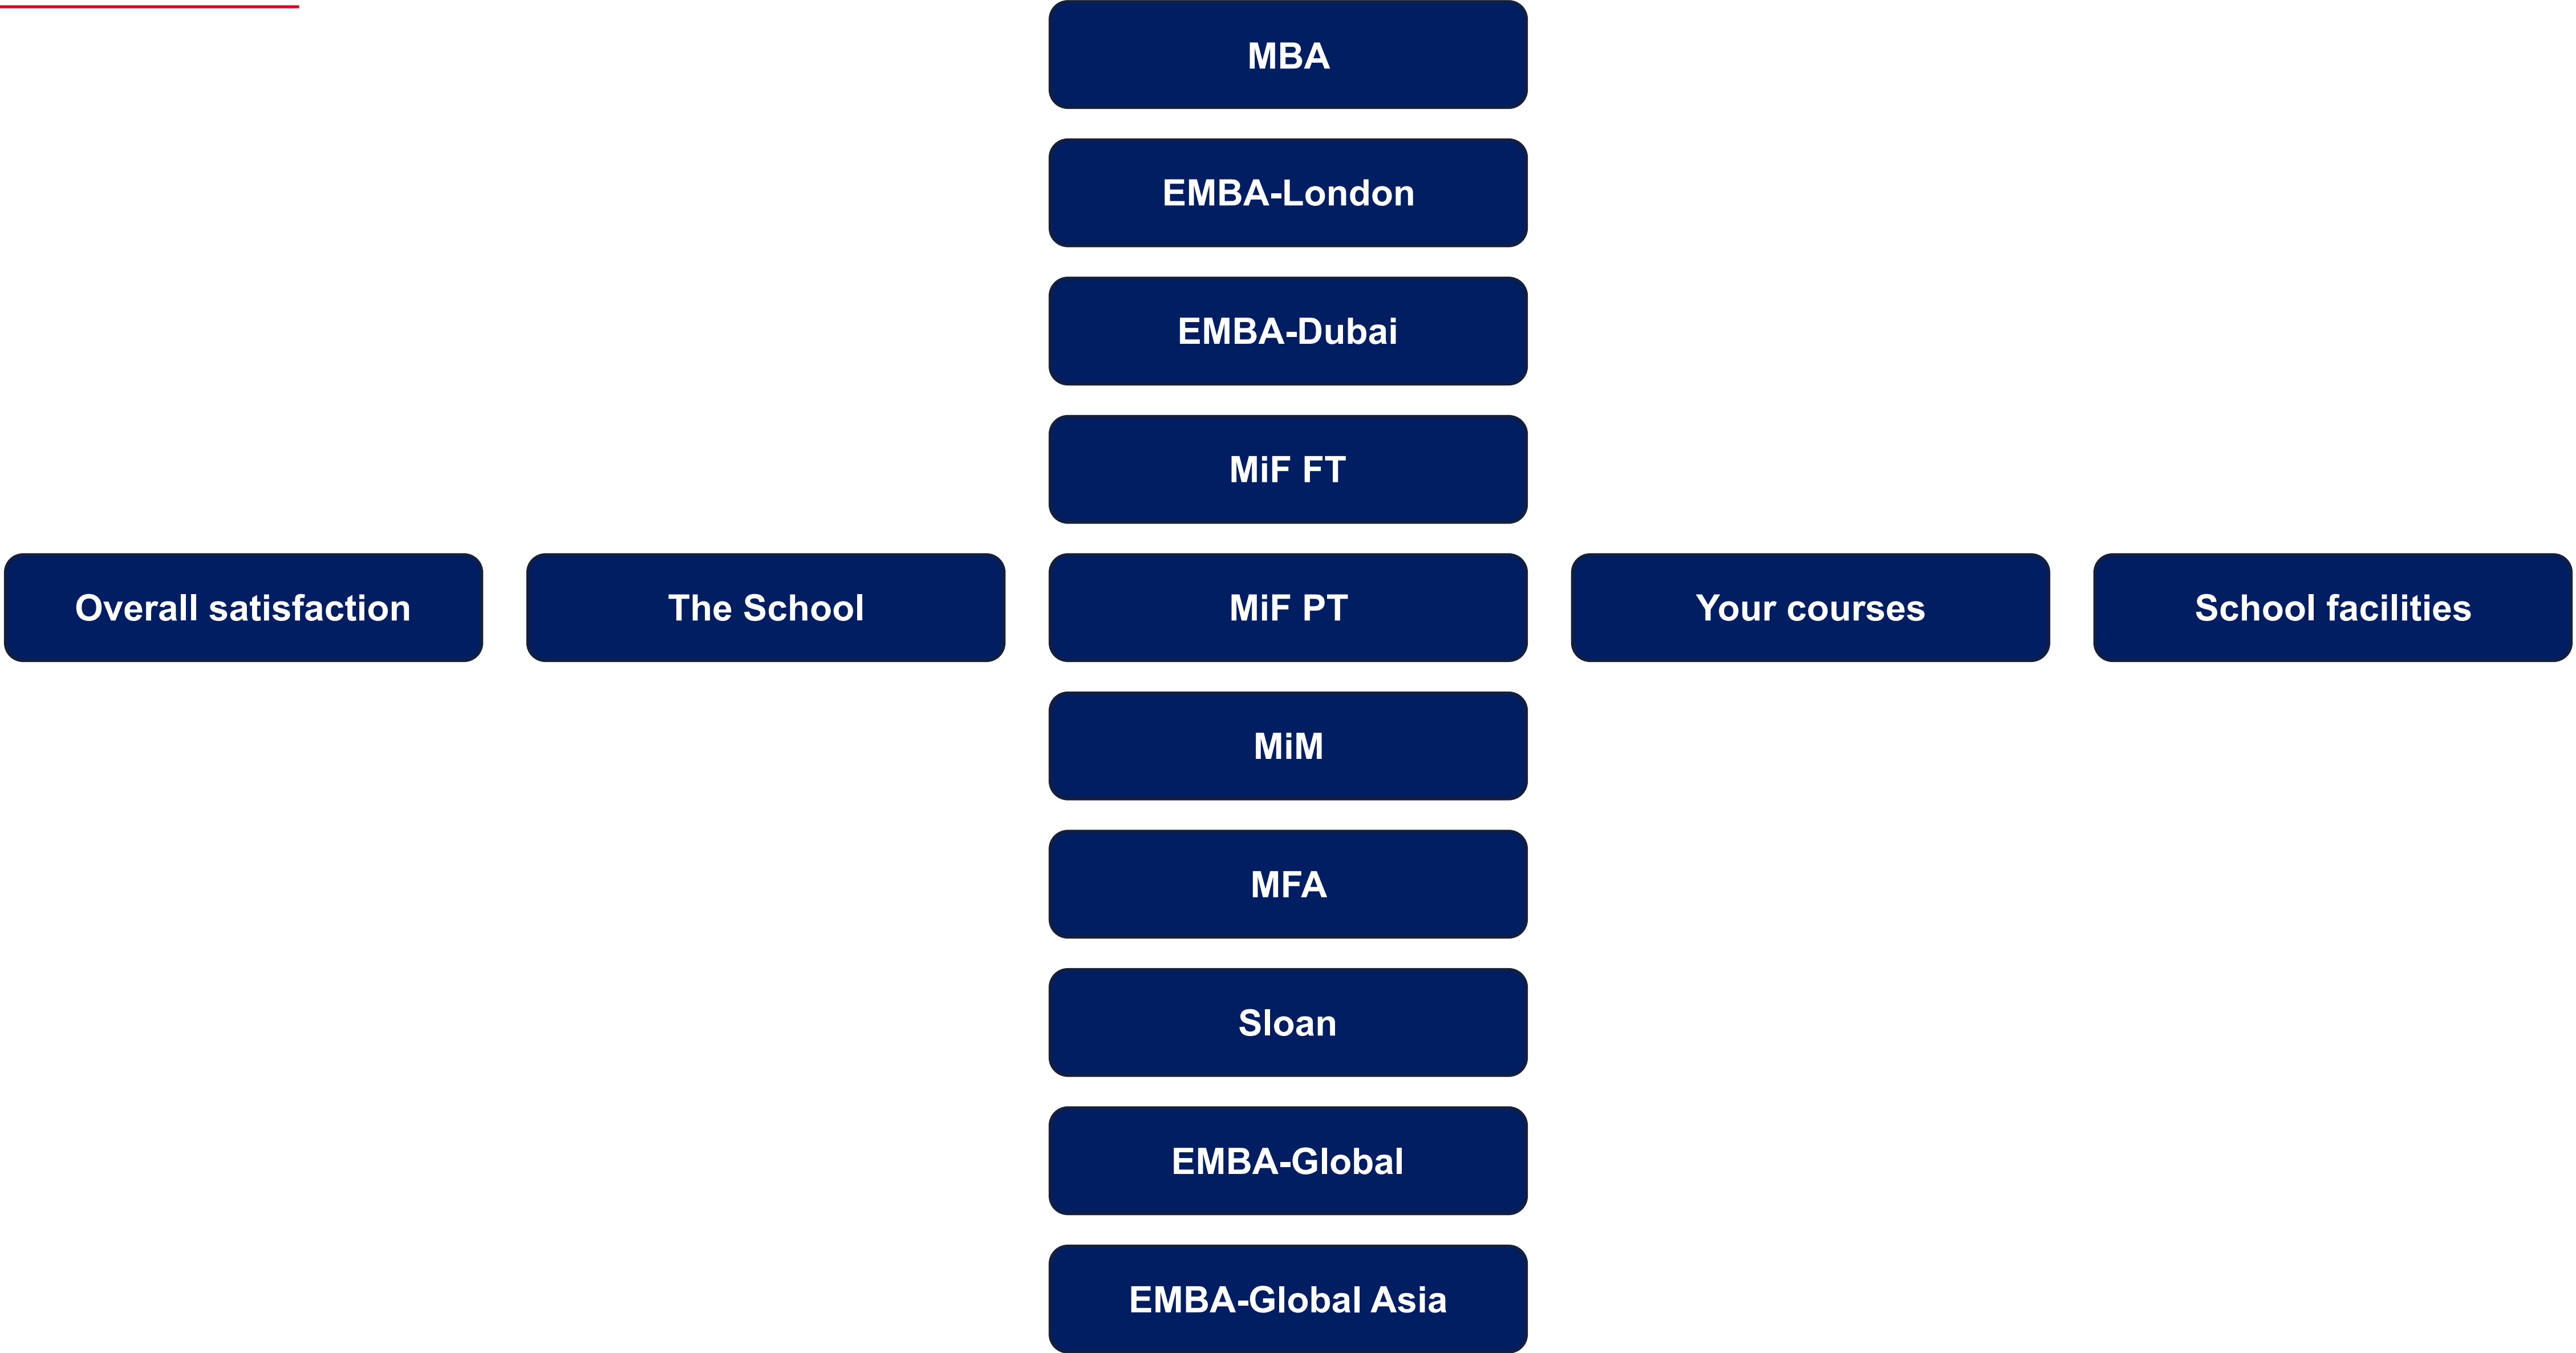 MBA
EMBA-London
EMBA-Dubai
MiF FT
Overall satisfaction
The School
MiF PT
Your courses
School facilities
MiM
MFA
Sloan
EMBA-Global
EMBA-Global Asia